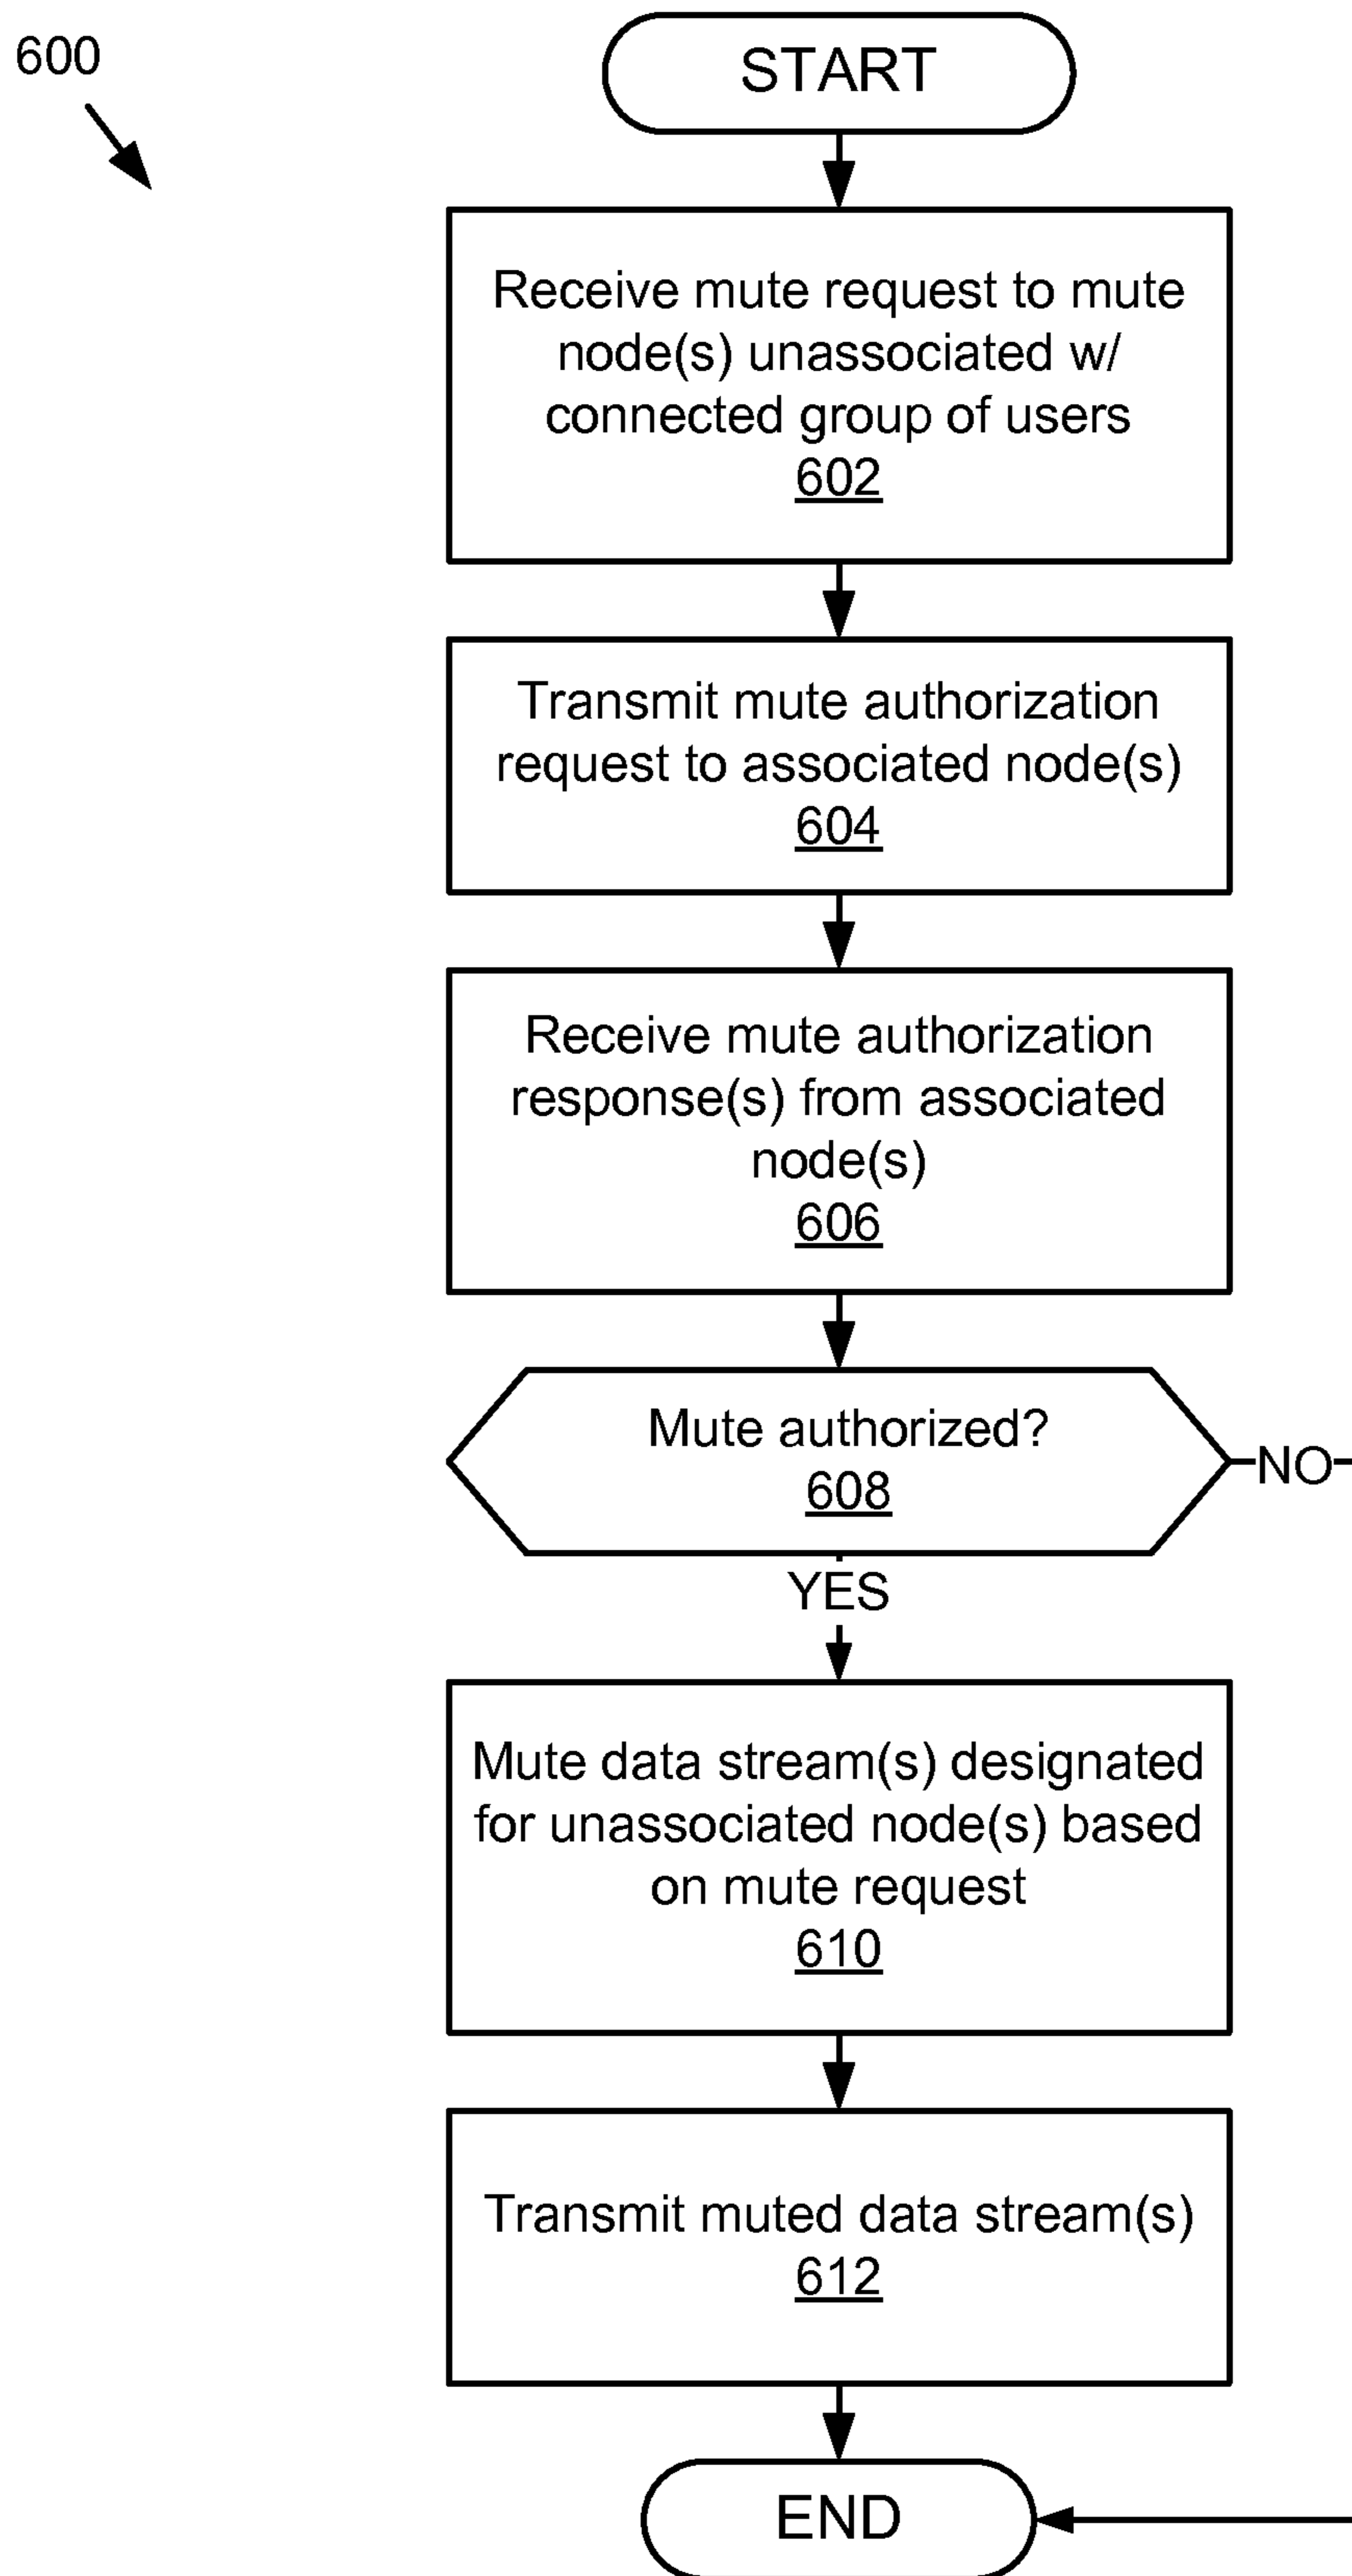 600
START
Receive mute request to mute
node(s) unassociated w/
connected group of users
602
Transmit mute authorization
request to associated node(s)
604
Receive mute authorization
response(s) from associated
node(s)
606
Mute authorized?
608
NO
YES
Mute data stream(s) designated
for unassociated node(s) based
on mute request
610
Transmit muted data stream(s)
612
END